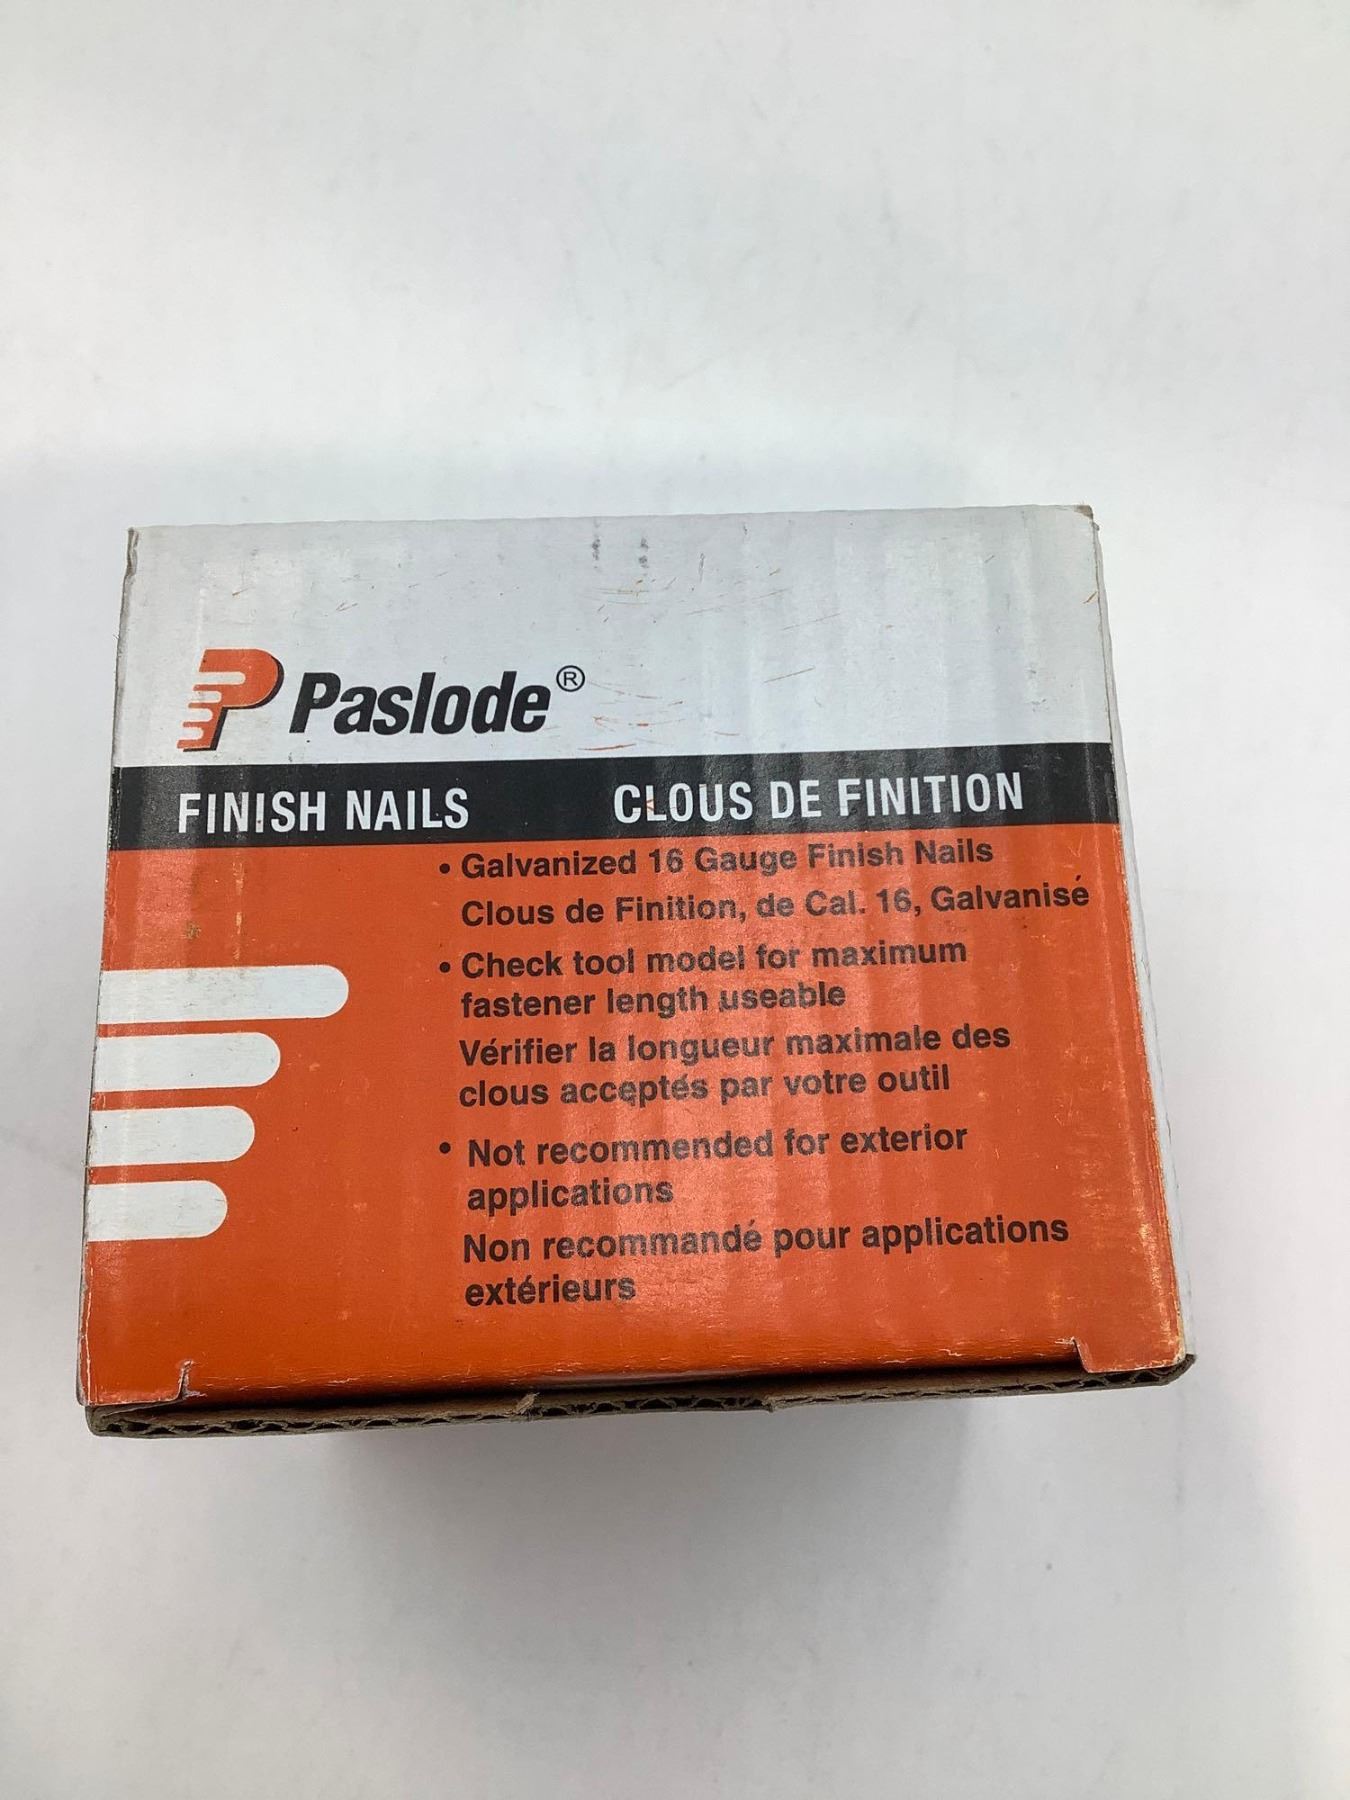 Paslode®
FINISH NAILS CLOUS DE FINITION
• Galvanized 16 Gauge Finish Nails
Clous de Finition, de Cal. 16, Galvanisé
• Check tool model for maximum
fastener length useable
Vérifier la longueur maximale des
clous acceptés par votre outil
• Not recommended for exterior
applications
Non recommandé pour applications
extérieurs